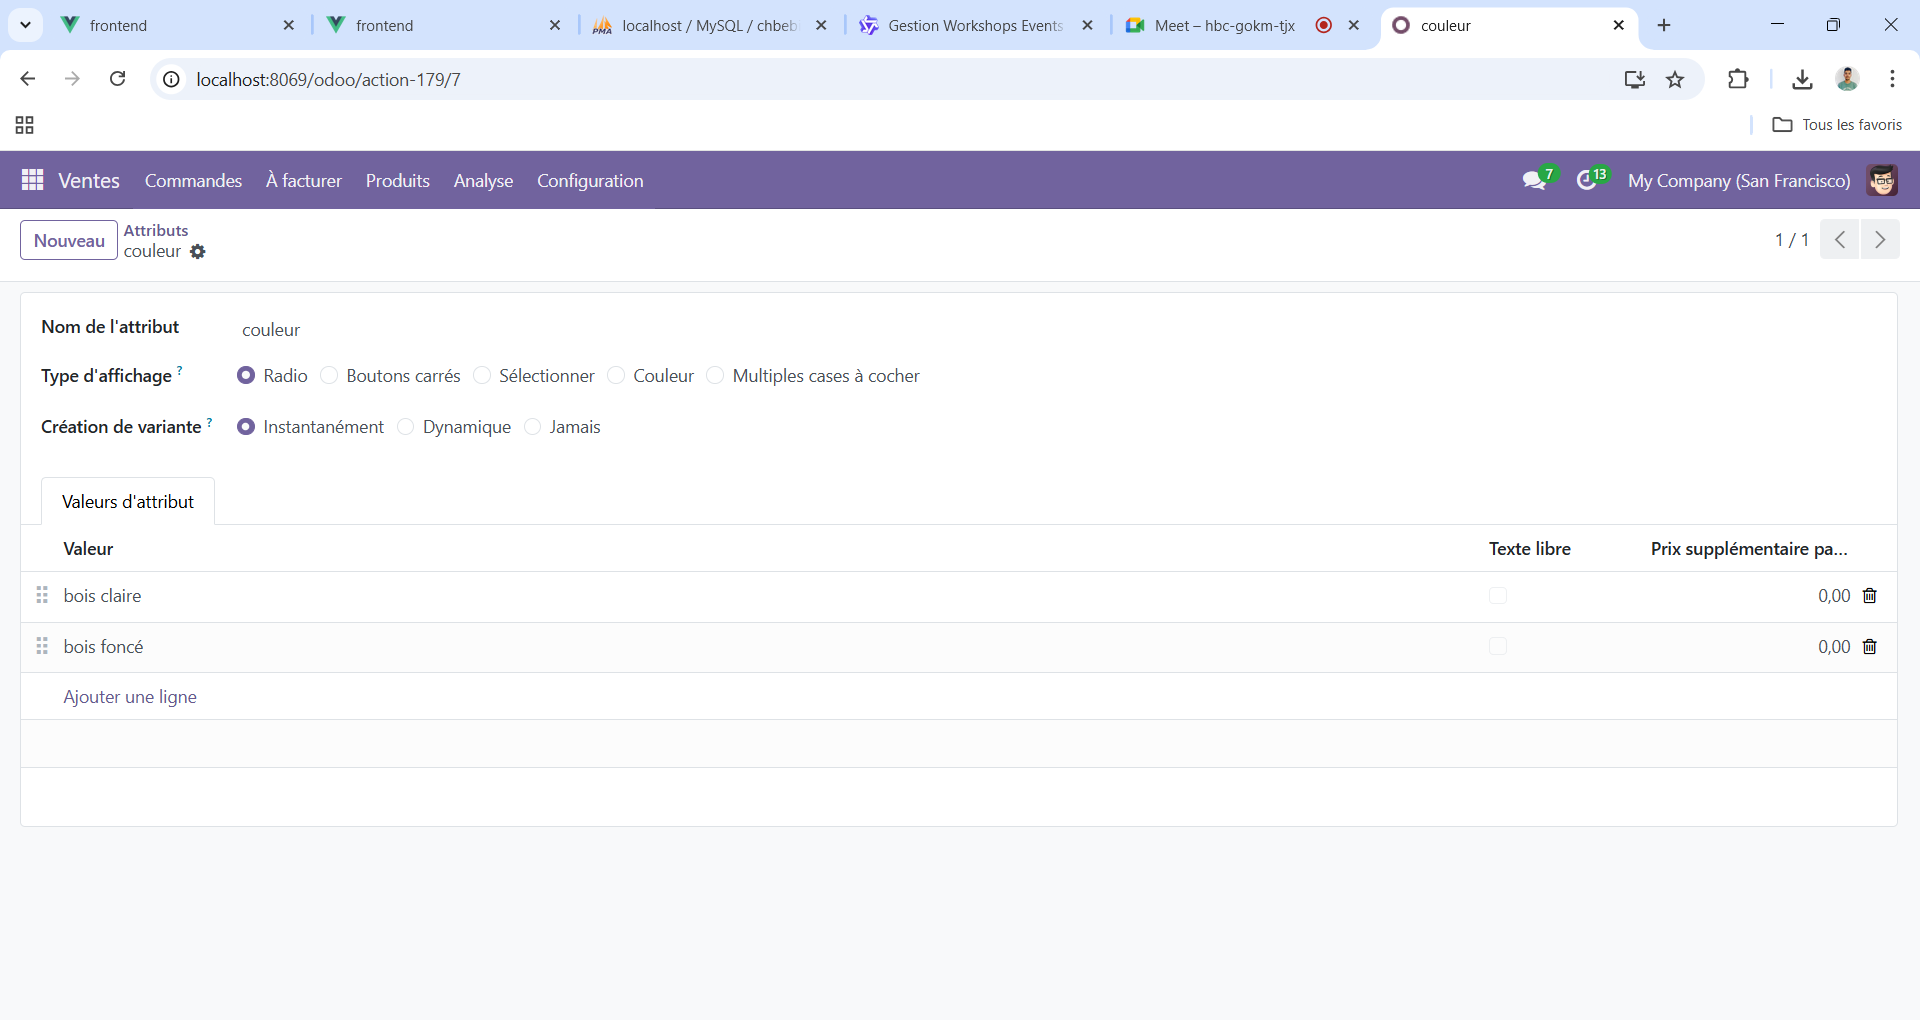 frontend
frontend
PMA localhost / MySQL / chbeb
Gestion Workshops Events
Meet – hbc-gokm-tjx
couleur
localhost:8069/odoo/action-179/7
Tous les favoris
Ventes Commandes À facturer Produits Analyse Configuration 7 13 My Company (San Francisco)
Nouveau
Attributs
couleur
1 / 1
Nom de l'attribut couleur
Type d'affichage ? Radio Boutons carrés Sélectionner Couleur Multiples cases à cocher
Création de variante ? Instantanément Dynamique Jamais
Valeurs d'attribut
Valeur Texte libre Prix supplémentaire pa...
bois claire 0,00
bois foncé 0,00
Ajouter une ligne